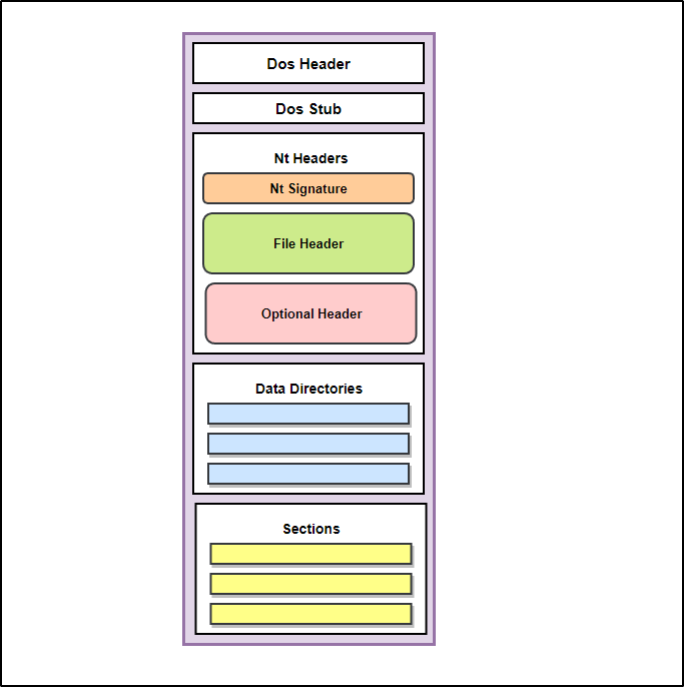 Dos Header
Dos Stub
Nt Headers
Nt Signature
File Header
Optional Header
Data Directories
Sections